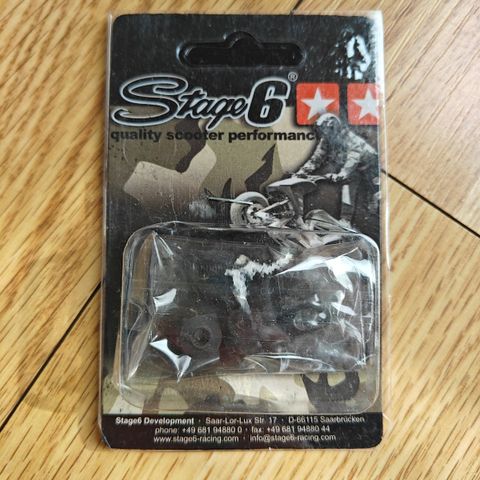 Stage6®
quality scooter performance
Stage6 Development · Saar-Lor-Lux Str. 17 · D-66115 Saarbrücken
phone: +49 681 94880 0 · fax: +49 681 94880 44
www.stage6-racing.com · info@stage6-racing.com